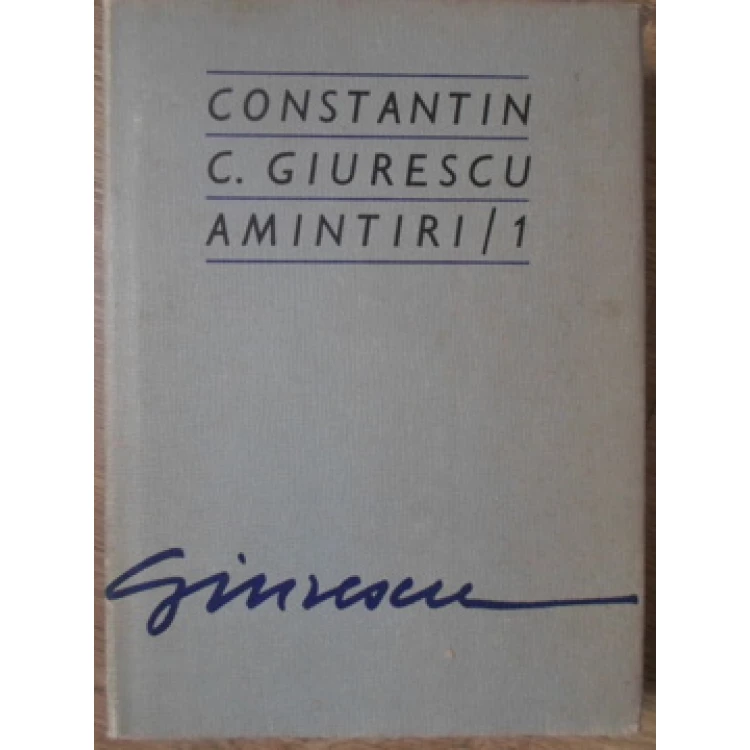 CONSTANTIN
C. GIURESCU
AMINTIRI/1
Giurescu